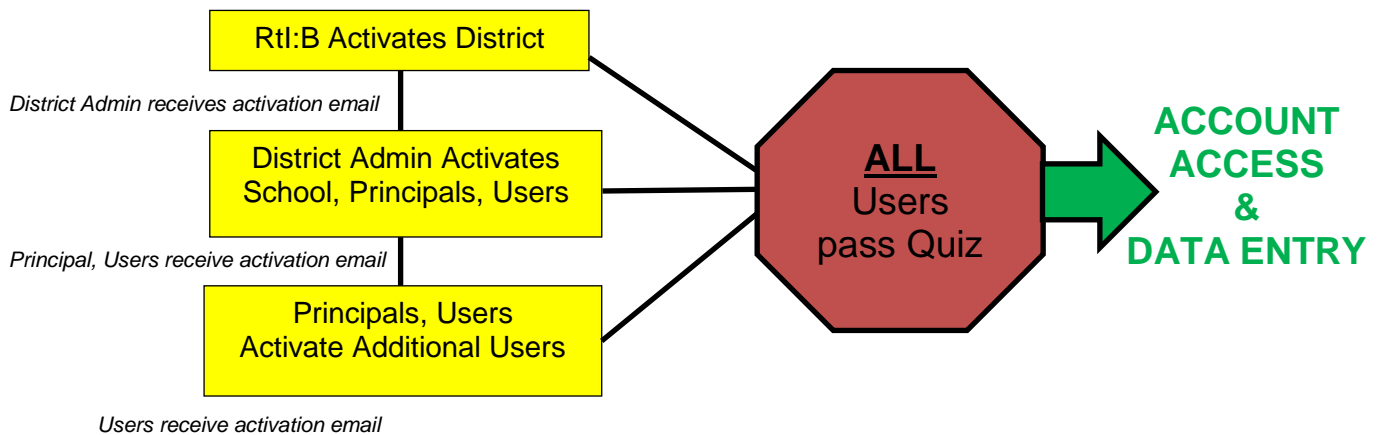 RtI:B Activates District
District Admin receives activation email
District Admin Activates
School, Principals, Users
Principal, Users receive activation email
Principals, Users
Activate Additional Users
Users receive activation email
ALL
Users
pass Quiz
ACCOUNT
ACCESS
&
DATA ENTRY